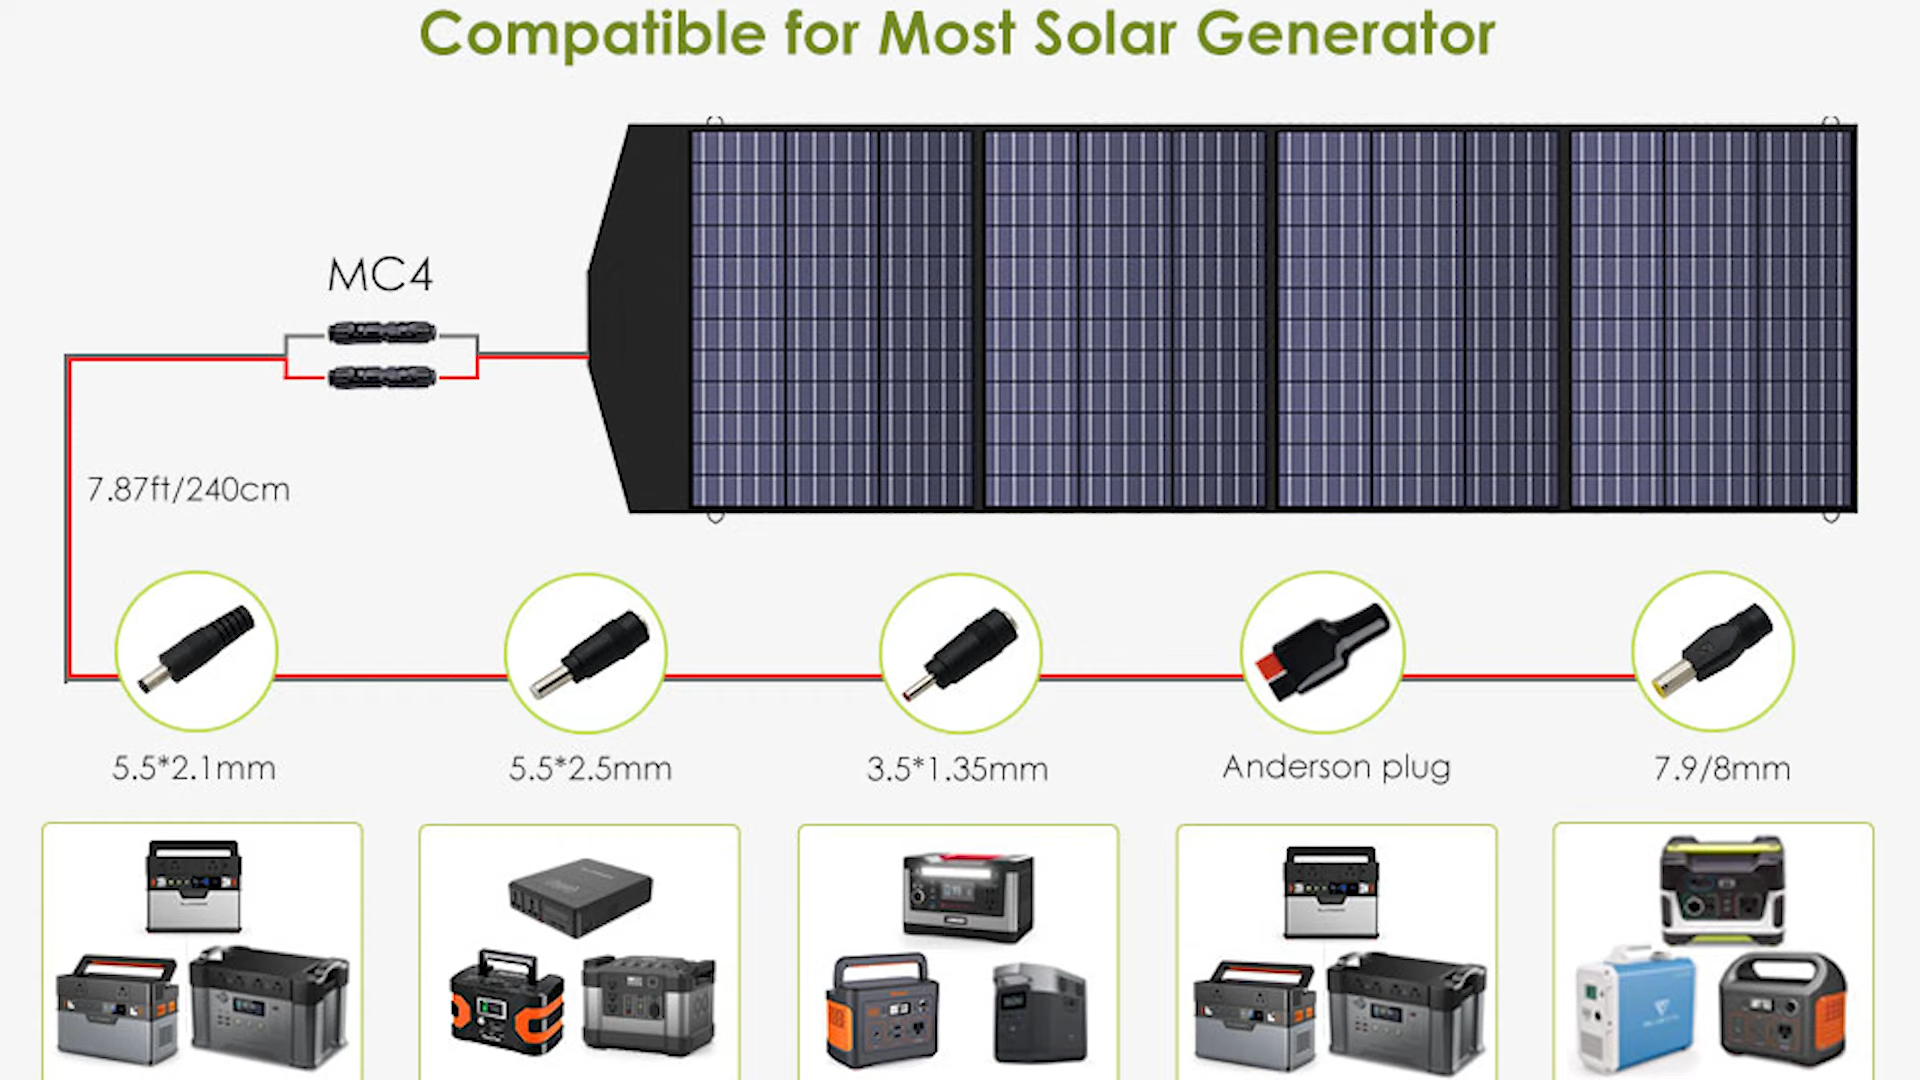 Compatible for Most Solar Generator
MC4
7.87ft/240cm
5.5*2.1mm
5.5*2.5mm
3.5*1.35mm
Anderson plug
7.9/8mm